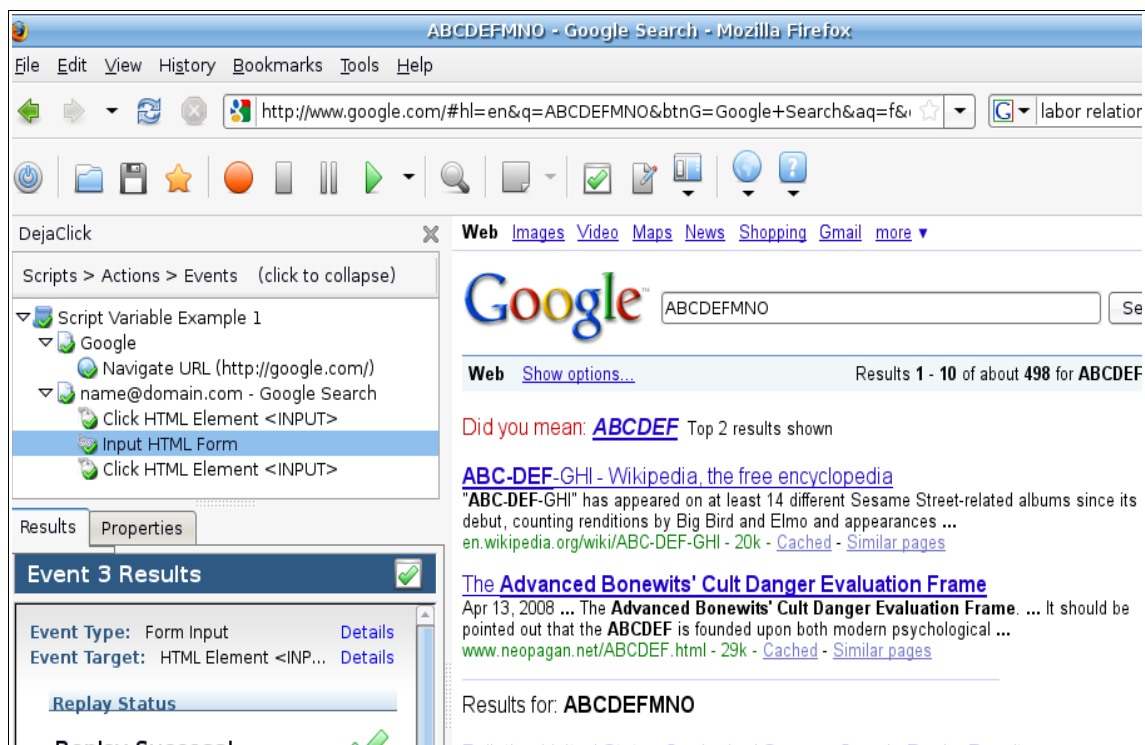 ABCDEFMNO - Google Search - Mozilla Firefox
File Edit View History Bookmarks Tools Help
http://www.google.com/#hl=en&q=ABCDEFMNO&btnG=Google+Search&aq=f&
G labor relation
DejaClick
Scripts > Actions > Events (click to collapse)
Script Variable Example 1
Google
Navigate URL (http://google.com/)
name@domain.com - Google Search
Click HTML Element <INPUT>
Input HTML Form
Click HTML Element <INPUT>
Results Properties
Event 3 Results
Event Type: Form Input Details
Event Target: HTML Element <INP... Details
Replay Status
Web Images Video Maps News Shopping Gmail more ▼
Google™ ABCDEFMNO Se
Web Show options... Results 1 - 10 of about 498 for ABCDEF
Did you mean: ABCDEF Top 2 results shown
ABC-DEF-GHI - Wikipedia, the free encyclopedia
"ABC-DEF-GHI" has appeared on at least 14 different Sesame Street-related albums since its
debut, counting renditions by Big Bird and Elmo and appearances ...
en.wikipedia.org/wiki/ABC-DEF-GHI - 20k - Cached - Similar pages
The Advanced Bonewits' Cult Danger Evaluation Frame
Apr 13, 2008 ... The Advanced Bonewits' Cult Danger Evaluation Frame. ... It should be
pointed out that the ABCDEF is founded upon both modern psychological ...
www.neopagan.net/ABCDEF.html - 29k - Cached - Similar pages
Results for: ABCDEFMNO